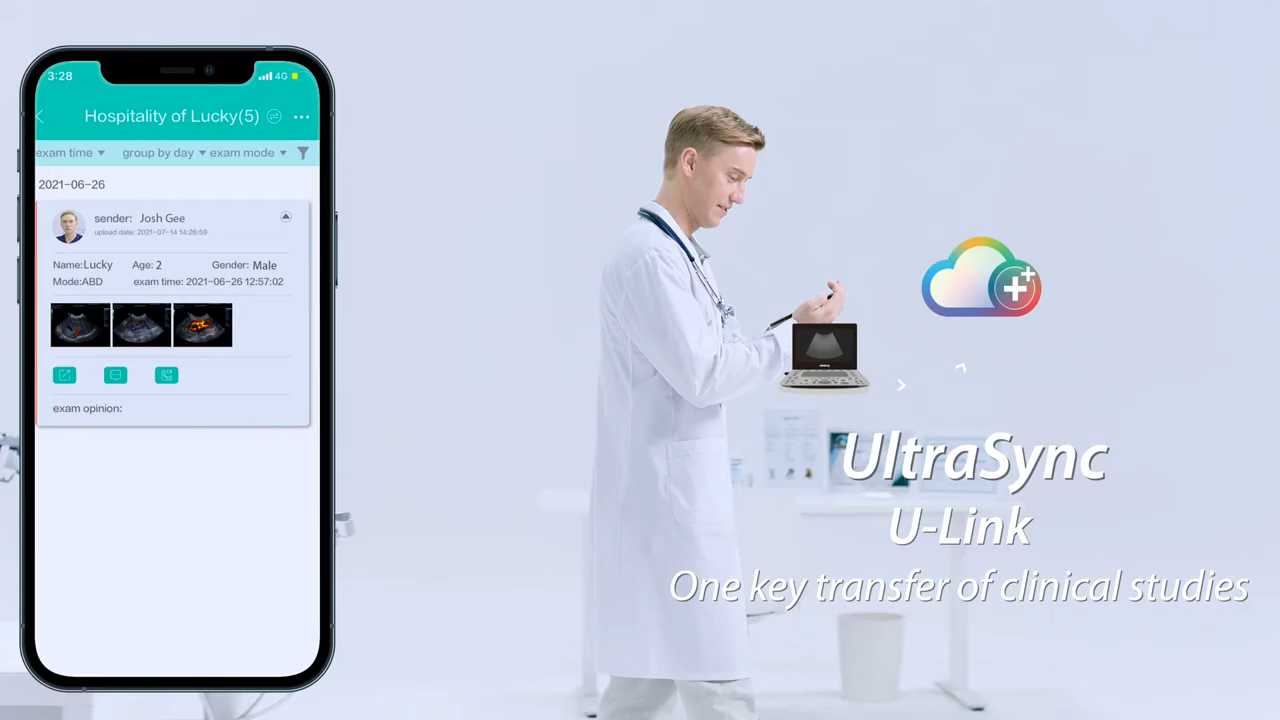 3:28
4G
Hospitality of Lucky(5)
exam time
group by day
exam mode
2021-06-26
sender: Josh Gee
upload date: 2021-07-14 14:26:59
Name:Lucky Age: 2 Gender: Male
Mode:ABD exam time: 2021-06-26 12:57:02
exam opinion:
UltraSync
U-Link
One key transfer of clinical studies